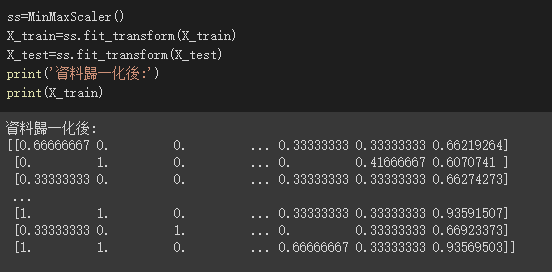 ss=MinMaxScaler()
X_train=ss.fit_transform(X_train)
X_test=ss.fit_transform(X_test)
print('資料歸一化後:')
print(X_train)
資料歸一化後:
[[0.66666667 0. 0. ... 0.33333333 0.33333333 0.66219264]
[0. 1. 0. ... 0. 0.41666667 0.6070741 ]
[0.33333333 0. 0. ... 0.33333333 0.33333333 0.66274273]
...
[1. 1. 0. ... 0.33333333 0.33333333 0.93591507]
[0.33333333 0. 1. ... 0. 0.33333333 0.66923373]
[1. 1. 0. ... 0.66666667 0.33333333 0.93569503]]